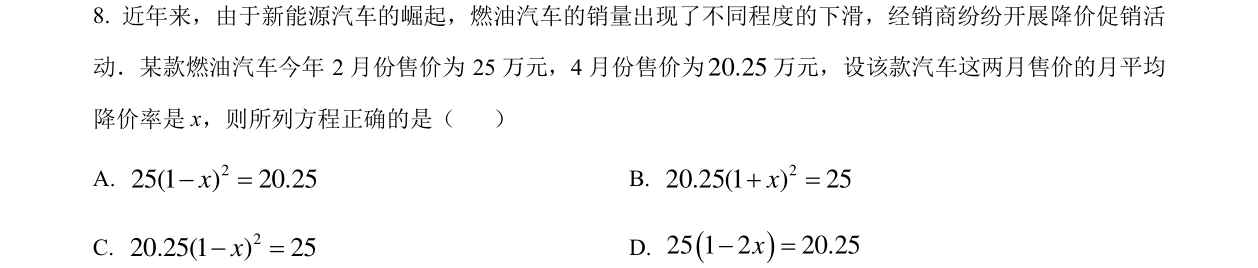 8. 近年来，由于新能源汽车的崛起，燃油汽车的销量出现了不同程度的下滑，经销商纷纷开展降价促销活
动．某款燃油汽车今年 2 月份售价为 25 万元，4 月份售价为 20.25 万元，设该款汽车这两月售价的月平均
降价率是 x，则所列方程正确的是（　　）
A. 25(1－x)² = 20.25　B. 20.25(1＋x)² = 25
C. 20.25(1－x)² = 25　D. 25(1－2x) = 20.25